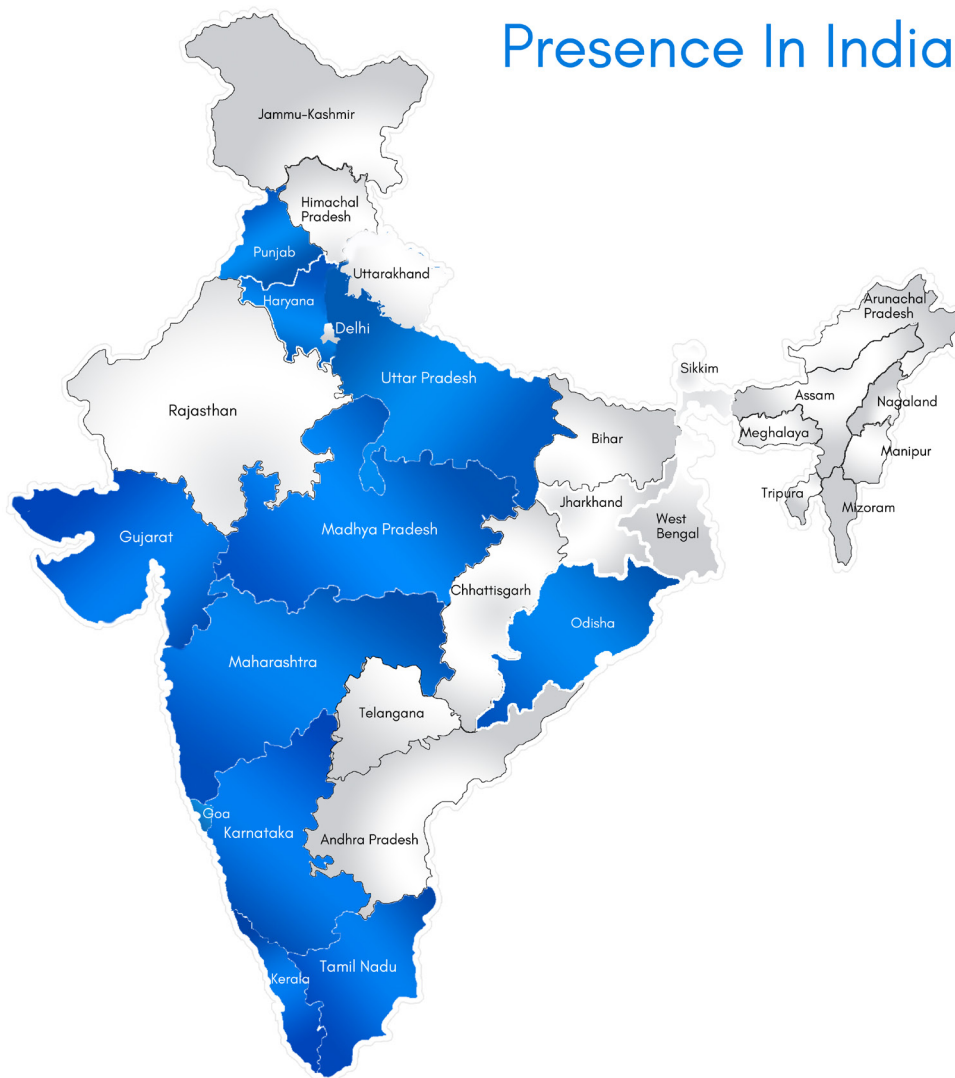 Presence In India
Jammu-Kashmir
Himachal
Pradesh
Punjab
Uttarakhand
Haryana
Delhi
Arunachal
Pradesh
Sikkim
Uttar Pradesh
Assam
Nagaland
Rajasthan
Bihar
Meghalaya
Manipur
Jharkhand
Tripura
Mizoram
West
Bengal
Gujarat
Madhya Pradesh
Chhattisgarh
Odisha
Maharashtra
Telangana
Goa
Karnataka
Andhra Pradesh
Tamil Nadu
Kerala